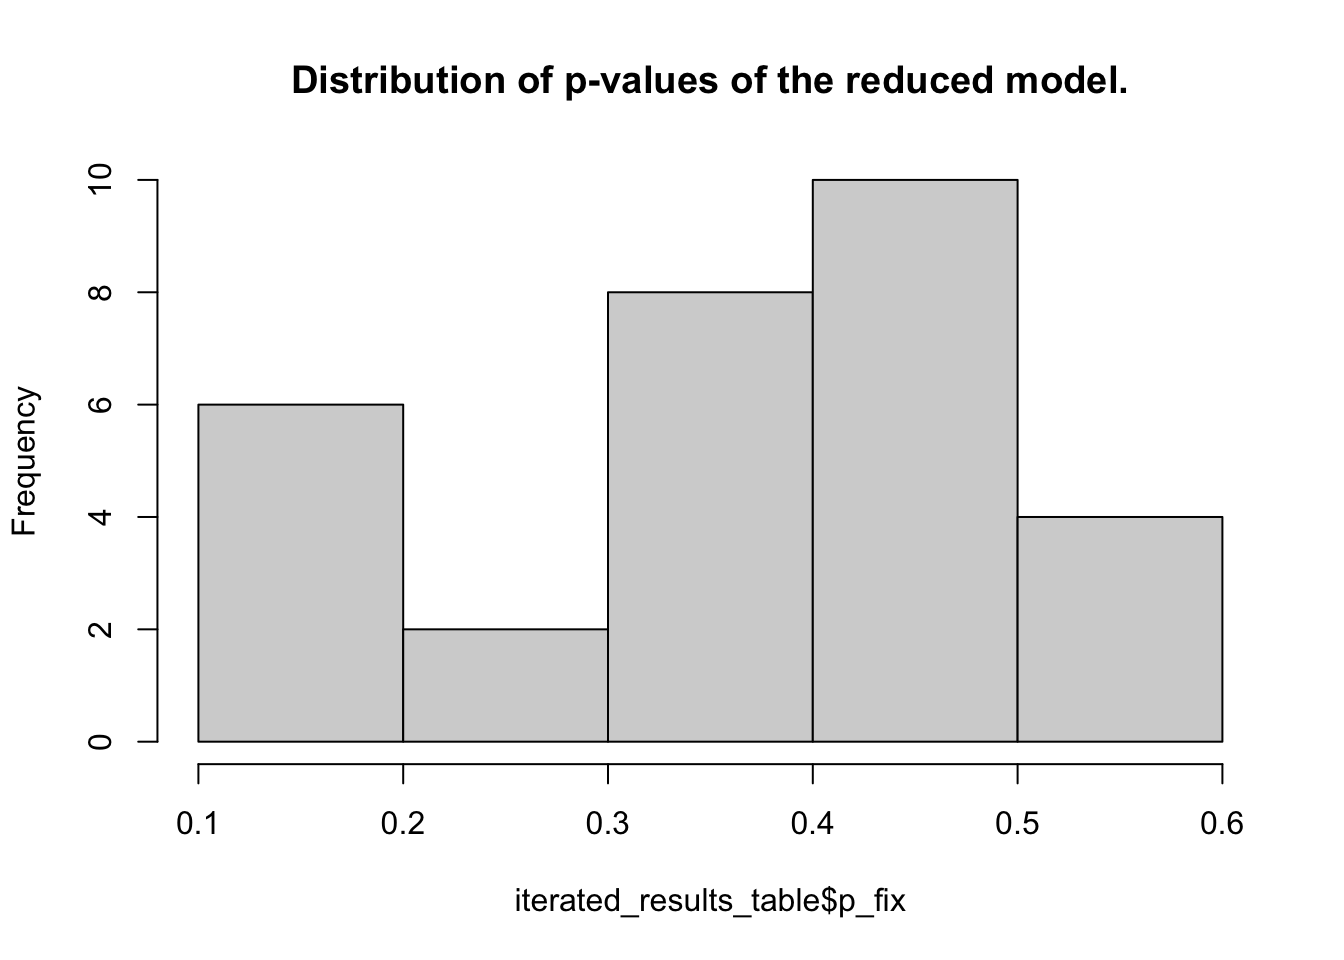 Distribution of p-values of the reduced model.
Frequency
10
8
6
4
2
0
0.1 0.2 0.3 0.4 0.5 0.6
iterated_results_table$p_fix